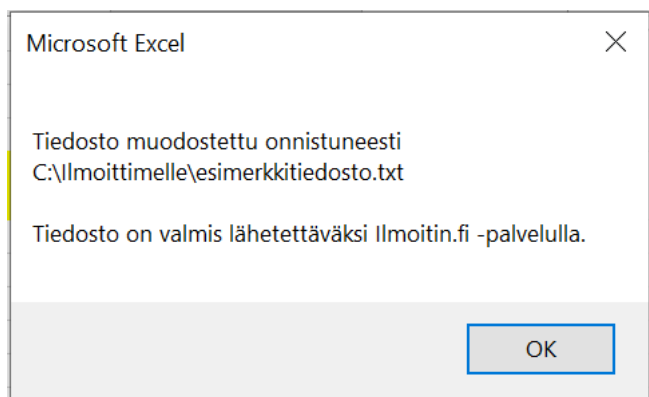 Microsoft Excel
Tiedosto muodostettu onnistuneesti
C:\Ilmoittimelle\esimerkkitiedosto.txt
Tiedosto on valmis lähetettäväksi Ilmoitin.fi -palvelulla.
OK